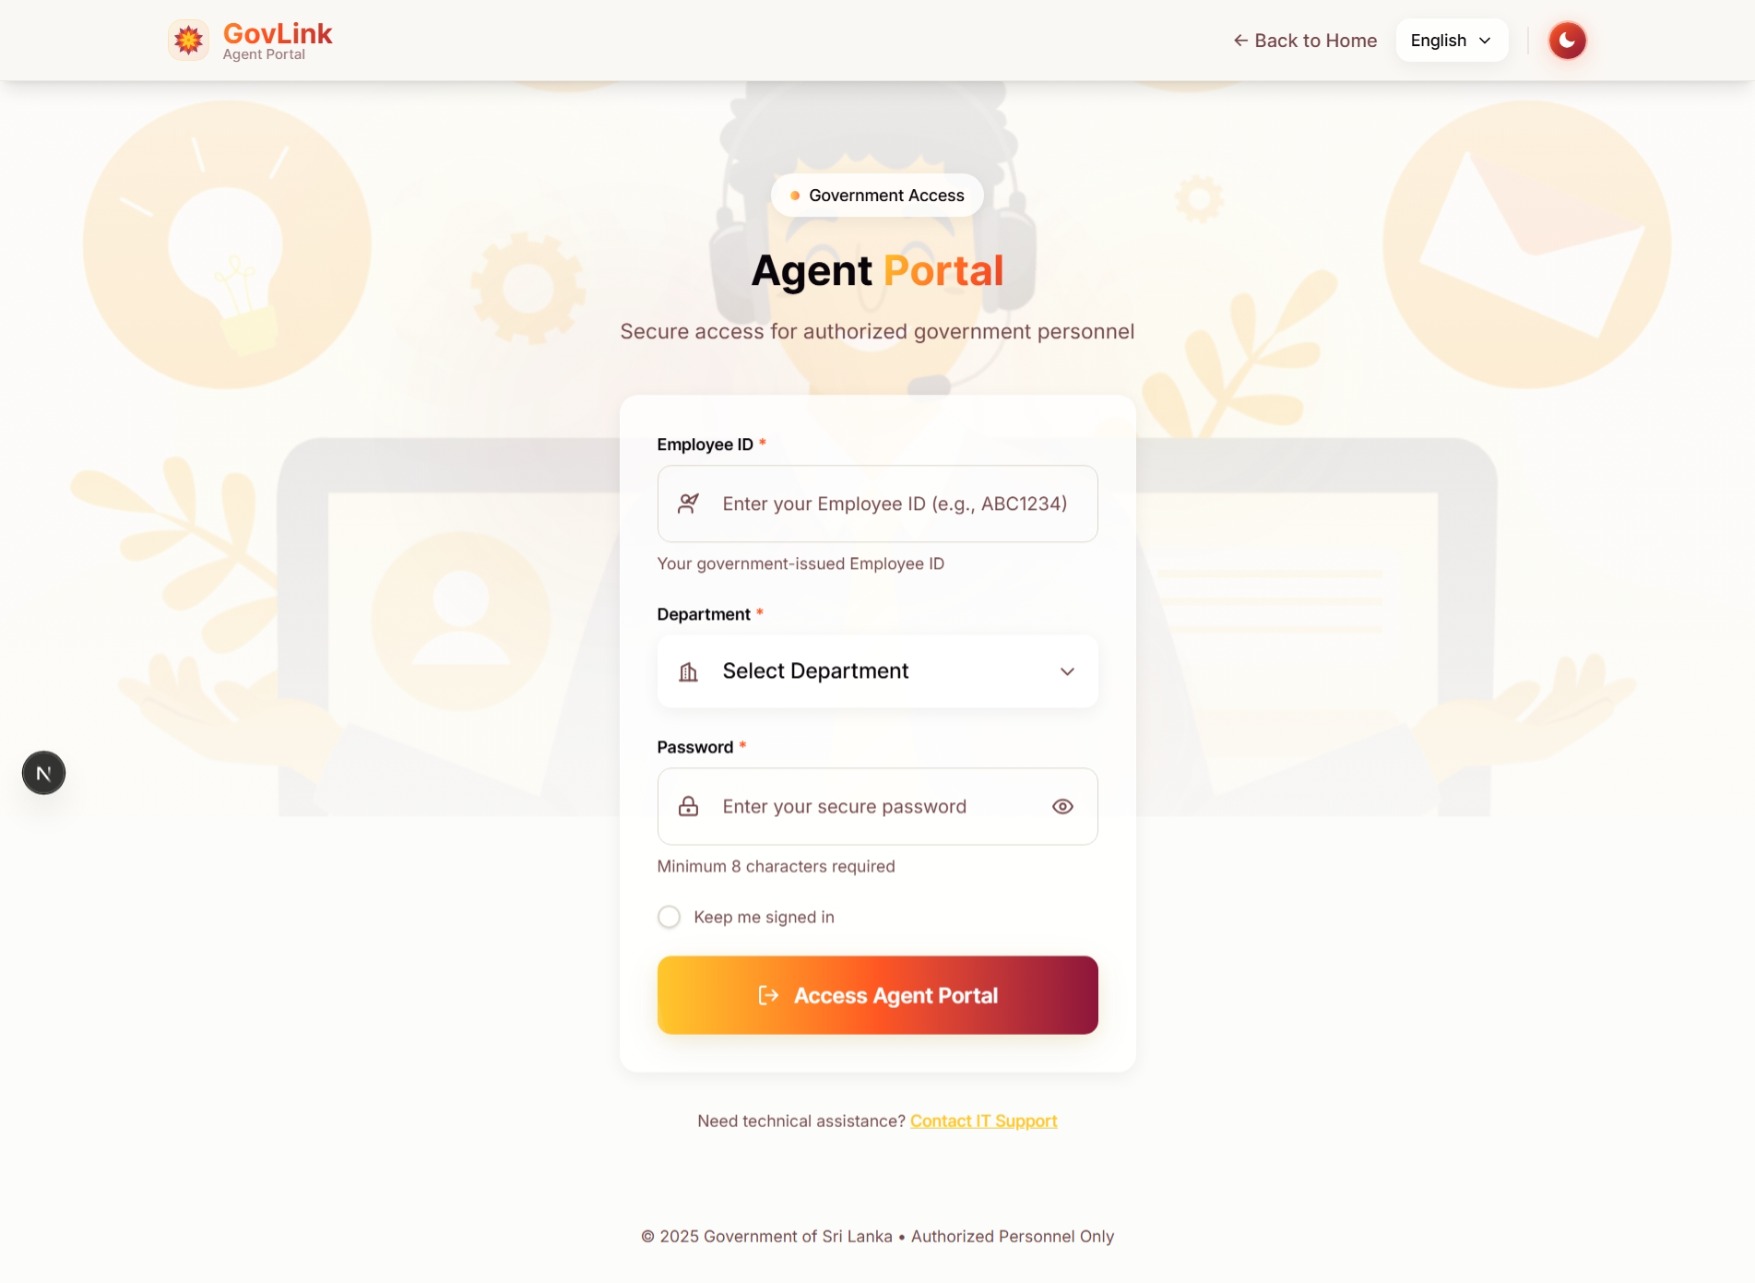 GovLink
Agent Portal
← Back to Home
English
Government Access
Agent Portal
Secure access for authorized government personnel
Employee ID *
Enter your Employee ID (e.g., ABC1234)
Your government-issued Employee ID
Department *
Select Department
Password *
Enter your secure password
Minimum 8 characters required
Keep me signed in
Access Agent Portal
Need technical assistance? Contact IT Support
© 2025 Government of Sri Lanka • Authorized Personnel Only
N